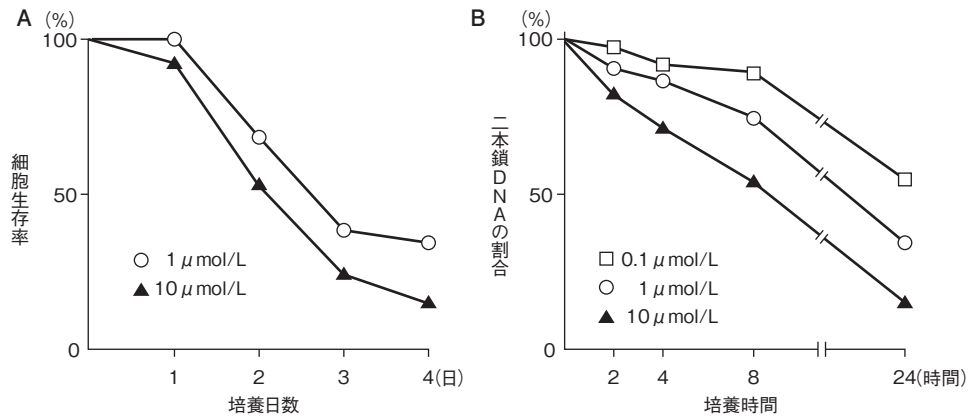 A (%)
100
50
0
細胞生存率
1 μmol/L
10 μmol/L
1 2 3 4(日)
培養日数
B (%)
100
50
0
二本鎖DNAの割合
0.1 μmol/L
1 μmol/L
10 μmol/L
2 4 8 24(時間)
培養時間